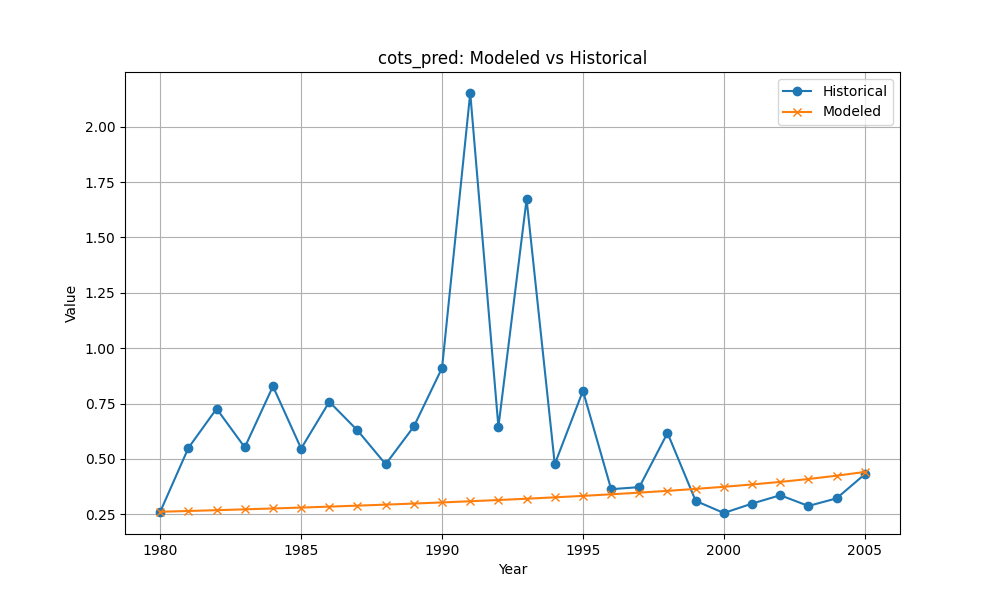 cots_pred: Modeled vs Historical
Historical
Modeled
Value
2.00
1.75
1.50
1.25
1.00
0.75
0.50
0.25
1980 1985 1990 1995 2000 2005
Year